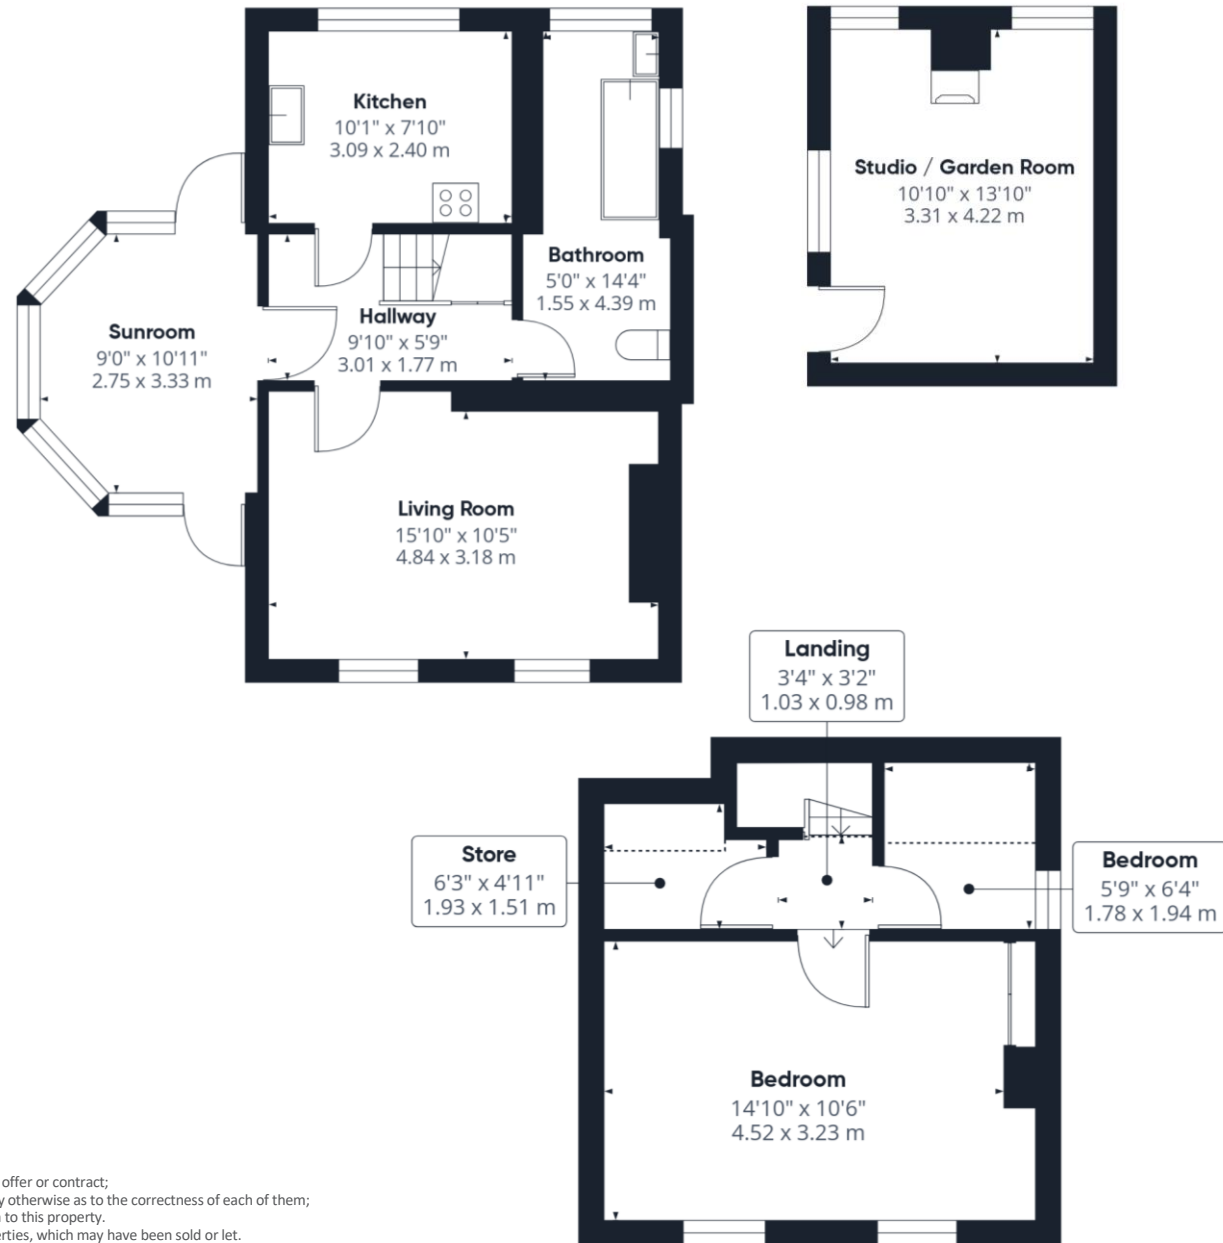 Kitchen
10'1" x 7'10"
3.09 x 2.40 m
Studio / Garden Room
10'10" x 13'10"
3.31 x 4.22 m
Bathroom
5'0" x 14'4"
1.55 x 4.39 m
Sunroom
9'0" x 10'11"
2.75 x 3.33 m
Hallway
9'10" x 5'9"
3.01 x 1.77 m
Living Room
15'10" x 10'5"
4.84 x 3.18 m
Landing
3'4" x 3'2"
1.03 x 0.98 m
Store
6'3" x 4'11"
1.93 x 1.51 m
Bedroom
5'9" x 6'4"
1.78 x 1.94 m
Bedroom
14'10" x 10'6"
4.52 x 3.23 m
offer or contract;
y otherwise as to the correctness of each of them;
to this property.
erties, which may have been sold or let.